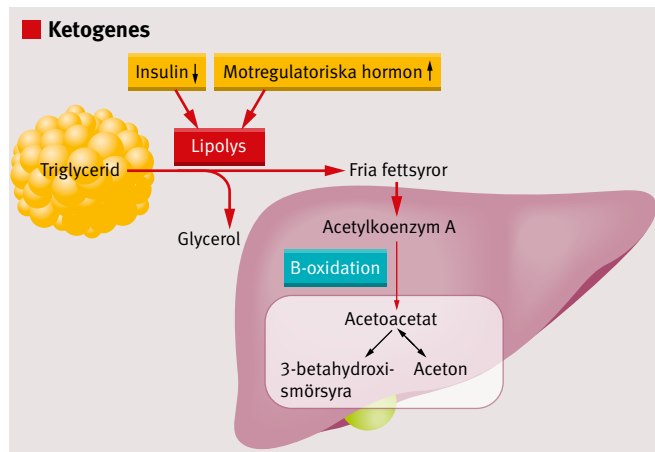 Ketogenes
Insulin↓
Motregulatoriska hormon↑
Lipolys
Triglycerid
Fria fettsyror
Glycerol
Acetylkoenzym A
B-oxidation
Acetoacetat
3-betahydroxi-
smörsyra
Aceton